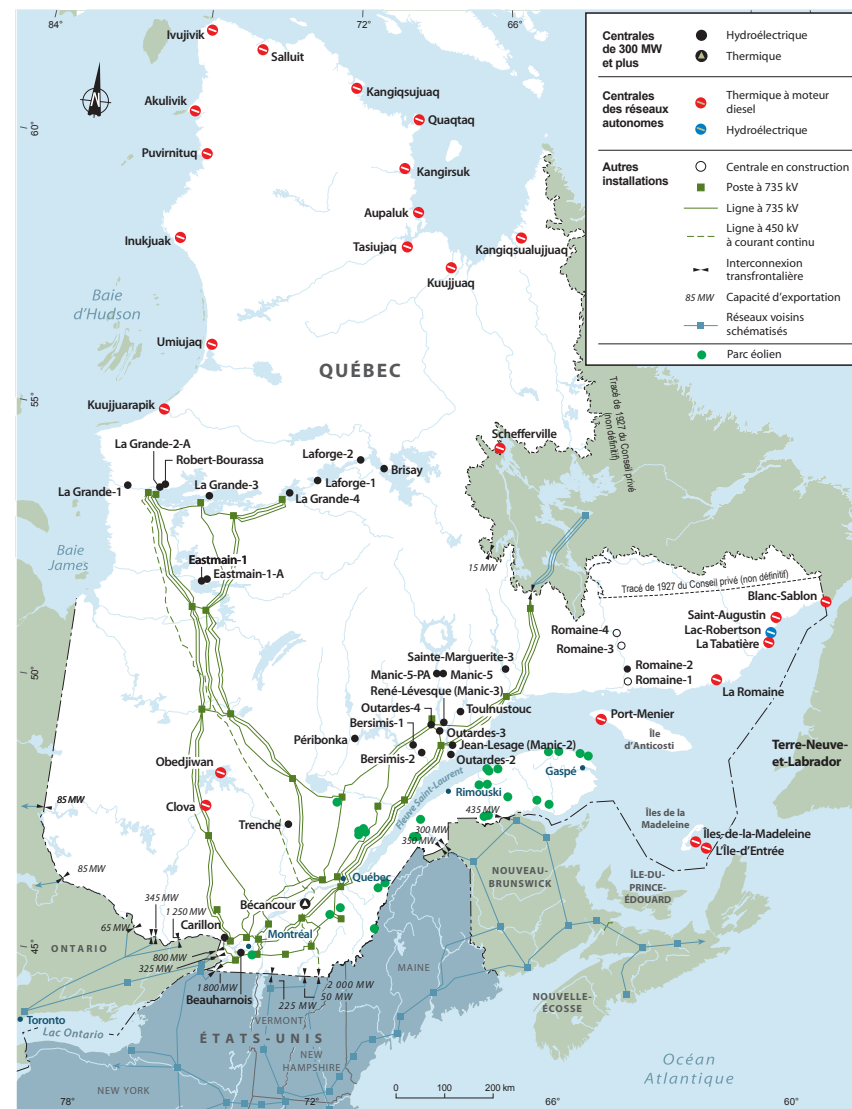 84°
72°
66°
Ivujivik
Salluit
Kangiqsujuaq
Akulivik
Quaqtaq
60°
Puvirnituq
Kangirsuk
Aupaluk
Inukjuak
Tasiujaq
Kangiqsualujjuaq
Kuujjuaq
Baie
d'Hudson
Umiujaq
QUÉBEC
Kuujjuarapik
55°
Centrales
de 300 MW
et plus
Hydroélectrique
Thermique
Centrales
des réseaux
autonomes
Thermique à moteur
diesel
Hydroélectrique
Autres
installations
Centrale en construction
Poste à 735 kV
Ligne à 735 kV
Ligne à 450 kV
à courant continu
Interconnexion
transfrontalière
85 MW
Capacité d'exportation
Réseaux voisins
schématisés
Parc éolien
Tracé de 1927 du Conseil privé
(non définitif)
Schefferville
La Grande-2-A
Robert-Bourassa
Laforge-2
Brisay
La Grande-1
La Grande-3
Laforge-1
La Grande-4
Baie
James
Eastmain-1
Eastmain-1-A
15 MW
Tracé de 1927 du Conseil privé (non définitif)
Blanc-Sablon
Saint-Augustin
Lac-Robertson
La Tabatière
Romaine-4
Romaine-3
Romaine-2
Romaine-1
La Romaine
50°
Sainte-Marguerite-3
Manic-5-PA
Manic-5
René-Lévesque (Manic-3)
Toulnustouc
Outardes-4
Bersimis-1
Outardes-3
Péribonka
Jean-Lesage (Manic-2)
Bersimis-2
Outardes-2
Port-Menier
Île
d'Anticosti
Terre-Neuve-
et-Labrador
Gaspé
Rimouski
Fleuve Saint-Laurent
Obedjiwan
Clova
Trenche
85 MW
85 MW
435 MW
300 MW
350 MW
Îles de la
Madeleine
Îles-de-la-Madeleine
L'Île-d'Entrée
NOUVEAU-
BRUNSWICK
ÎLE-DU-
PRINCE-
ÉDOUARD
Québec
Bécancour
345 MW
1 250 MW
65 MW
Carillon
Montréal
45°
ONTARIO
800 MW
325 MW
1 800 MW
Beauharnois
2 000 MW
50 MW
225 MW
MAINE
NOUVELLE-
ÉCOSSE
Toronto
Lac Ontario
VERMONT
ÉTATS-UNIS
NEW
HAMPSHIRE
NEW YORK
Océan
Atlantique
0
100
200 km
78°
72°
66°
60°